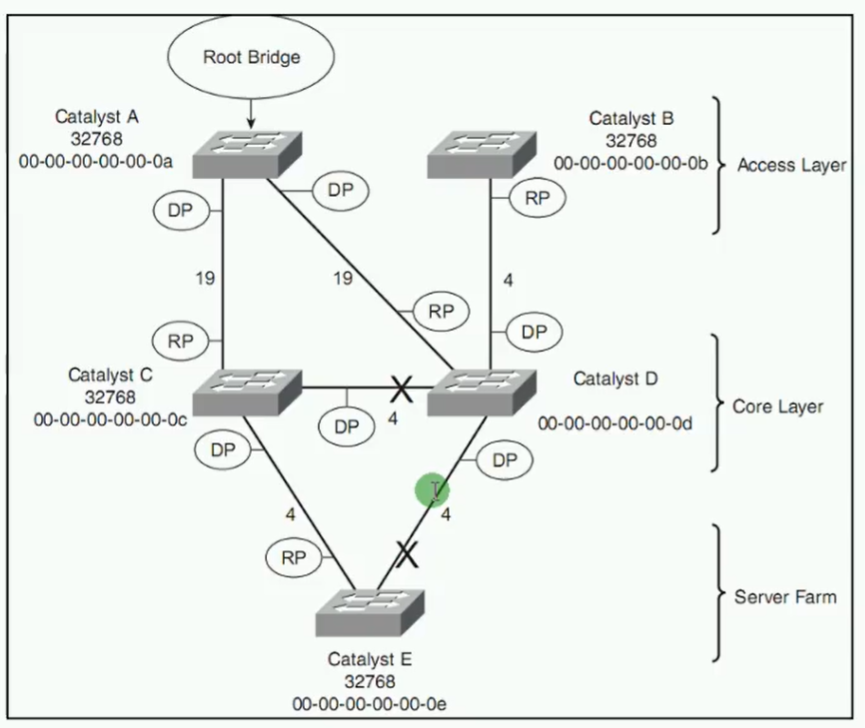 Root Bridge
Catalyst A
32768
00-00-00-00-00-0a
Catalyst B
32768
00-00-00-00-00-0b
Access Layer
DP
DP
RP
19
19
4
RP
RP
DP
Catalyst C
32768
00-00-00-00-00-0c
Catalyst D
00-00-00-00-00-0d
Core Layer
DP
4
DP
DP
4
4
RP
X
X
Server Farm
Catalyst E
32768
00-00-00-00-00-0e